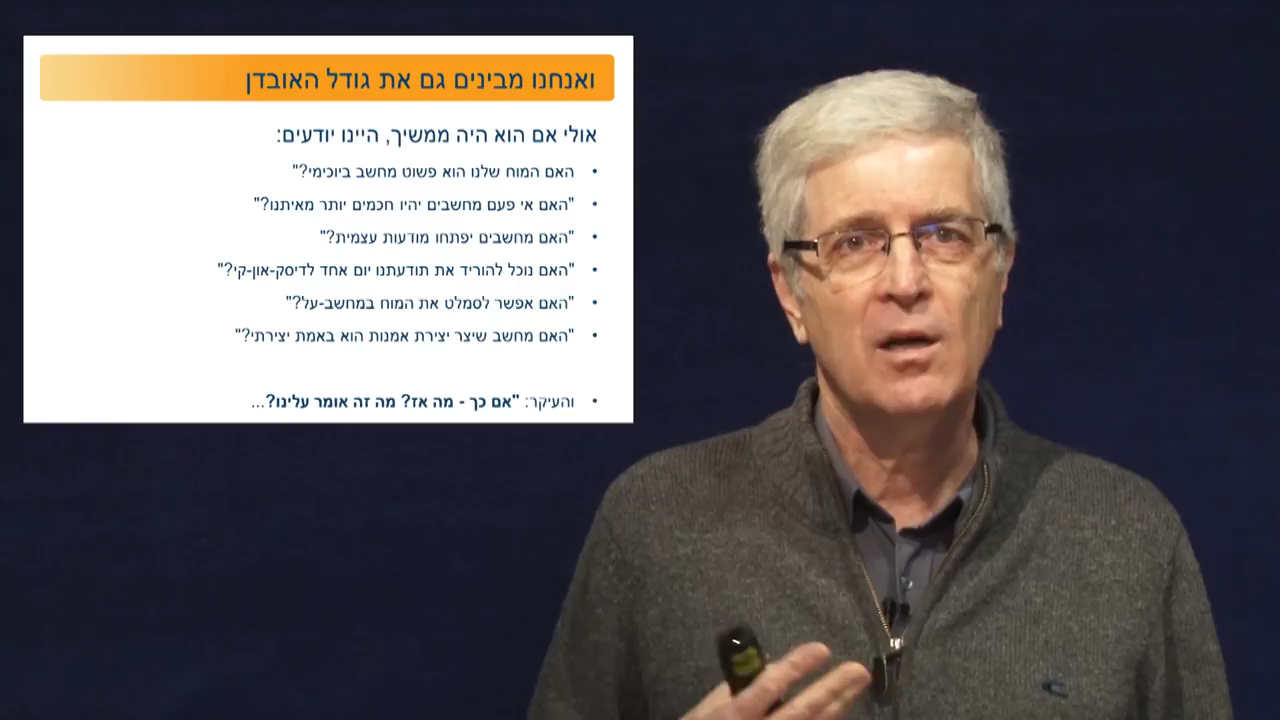 ואנחנו מבינים גם את גודל האובדן
אולי אם הוא היה ממשיך, היינו יודעים:
• האם המוח שלנו הוא פשוט מחשב ביוכימי?"
• "האם אי פעם מחשבים יהיו חכמים יותר מאיתנו?"
• "האם מחשבים יפתחו מודעות עצמית?"
• "האם נוכל להוריד את תודעתנו יום אחד לדיסק-און-קי?"
• "האם אפשר לסמלט את המוח במחשב-על?"
• "האם מחשב שיצר יצירת אמנות הוא באמת יצירתי?"
• והעיקר: "אם כך - מה אז? מה זה אומר עלינו?...